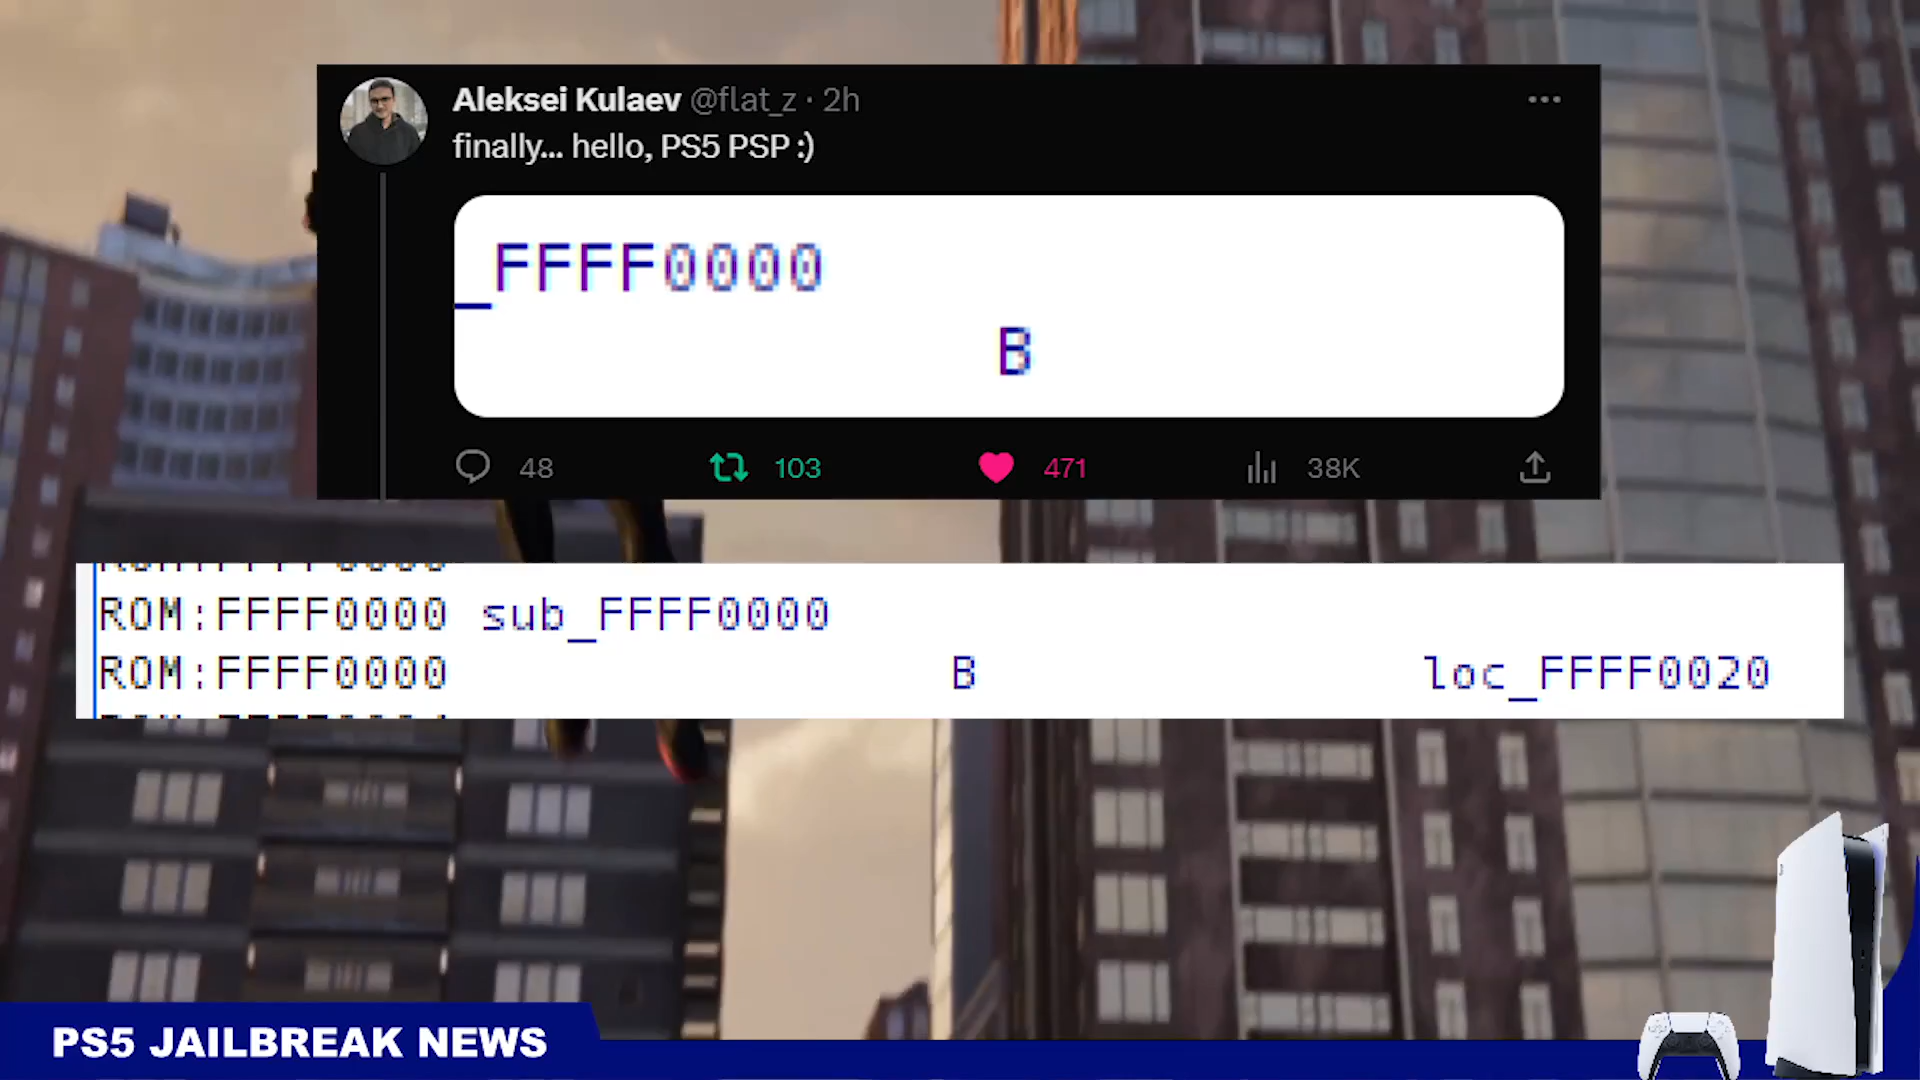 Aleksei Kulaev @flat_z · 2h
finally... hello, PS5 PSP :)
_FFFF0000
B
48 103 471 38K
ROM:FFFF0000 sub_FFFF0000
ROM:FFFF0000 B loc_FFFF0020
PS5 JAILBREAK NEWS